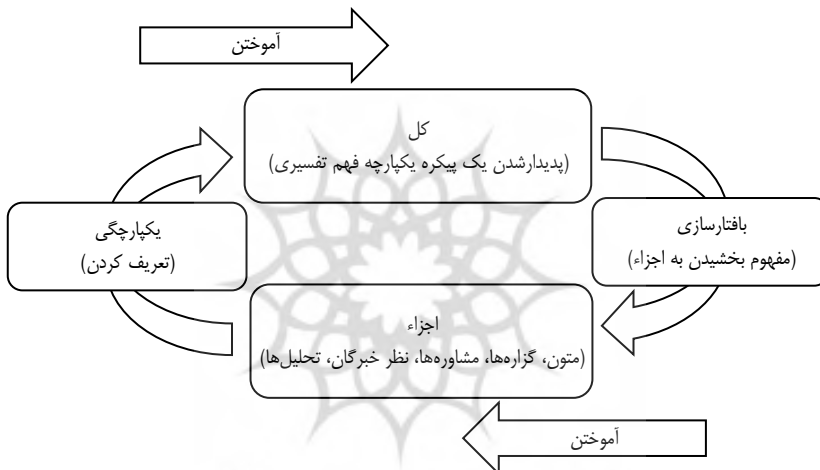 آموختن
کل
(پدیدارشدن یک پیکره یکپارچه فهم تفسیری)
بافتارسازی
(مفهوم بخشیدن به اجزاء)
یکپارچگی
(تعریف کردن)
اجزاء
(متون، گزاره‌ها، مشاوره‌ها، نظر خبرگان، تحلیل‌ها)
آموختن